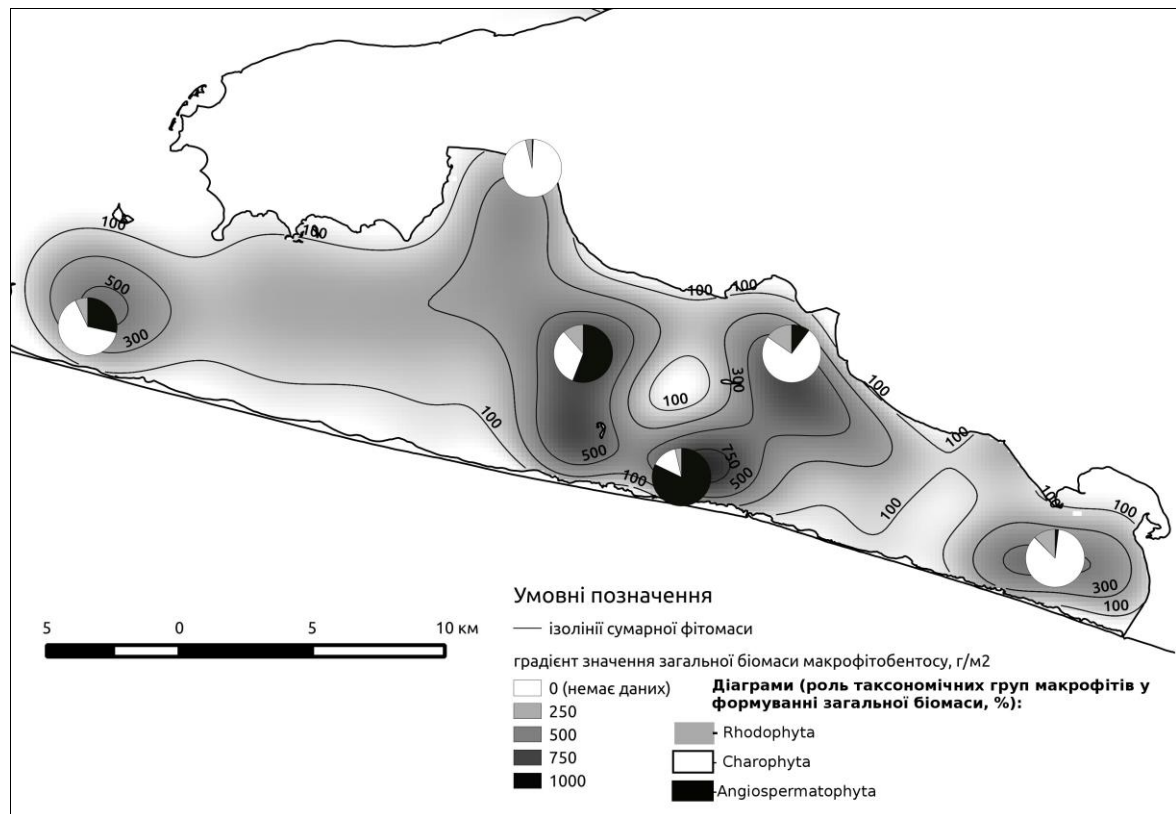 100
100
500
300
100
100
100
300
100
500
100
750
500
100
100
100
100
100
300
100
5 0 5 10 км
Умовні позначення
ізолінії сумарної фітомаси
градієнт значення загальної біомаси макрофітобентосу, г/м2
0 (немає даних)
250
500
750
1000
Діаграми (роль таксономічних груп макрофітів у
формуванні загальної біомаси, %):
- Rhodophyta
- Charophyta
-Angiospermatophyta